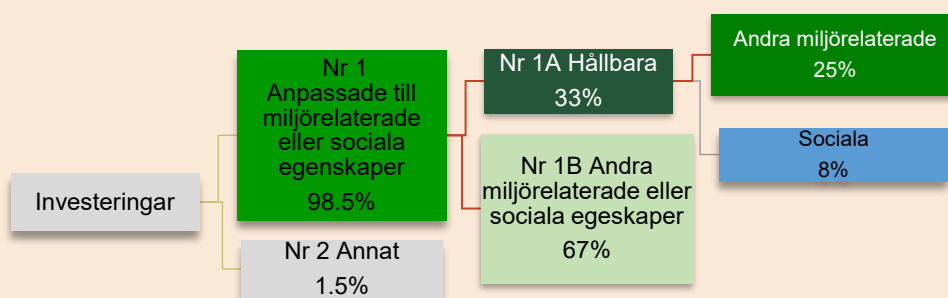 Investeringar
Nr 1
Anpassade till
miljörelaterade
eller sociala
egenskaper
98.5%
Nr 2 Annat
1.5%
Nr 1A Hållbara
33%
Nr 1B Andra
miljörelaterade eller
sociala egeskaper
67%
Andra miljörelaterade
25%
Sociala
8%